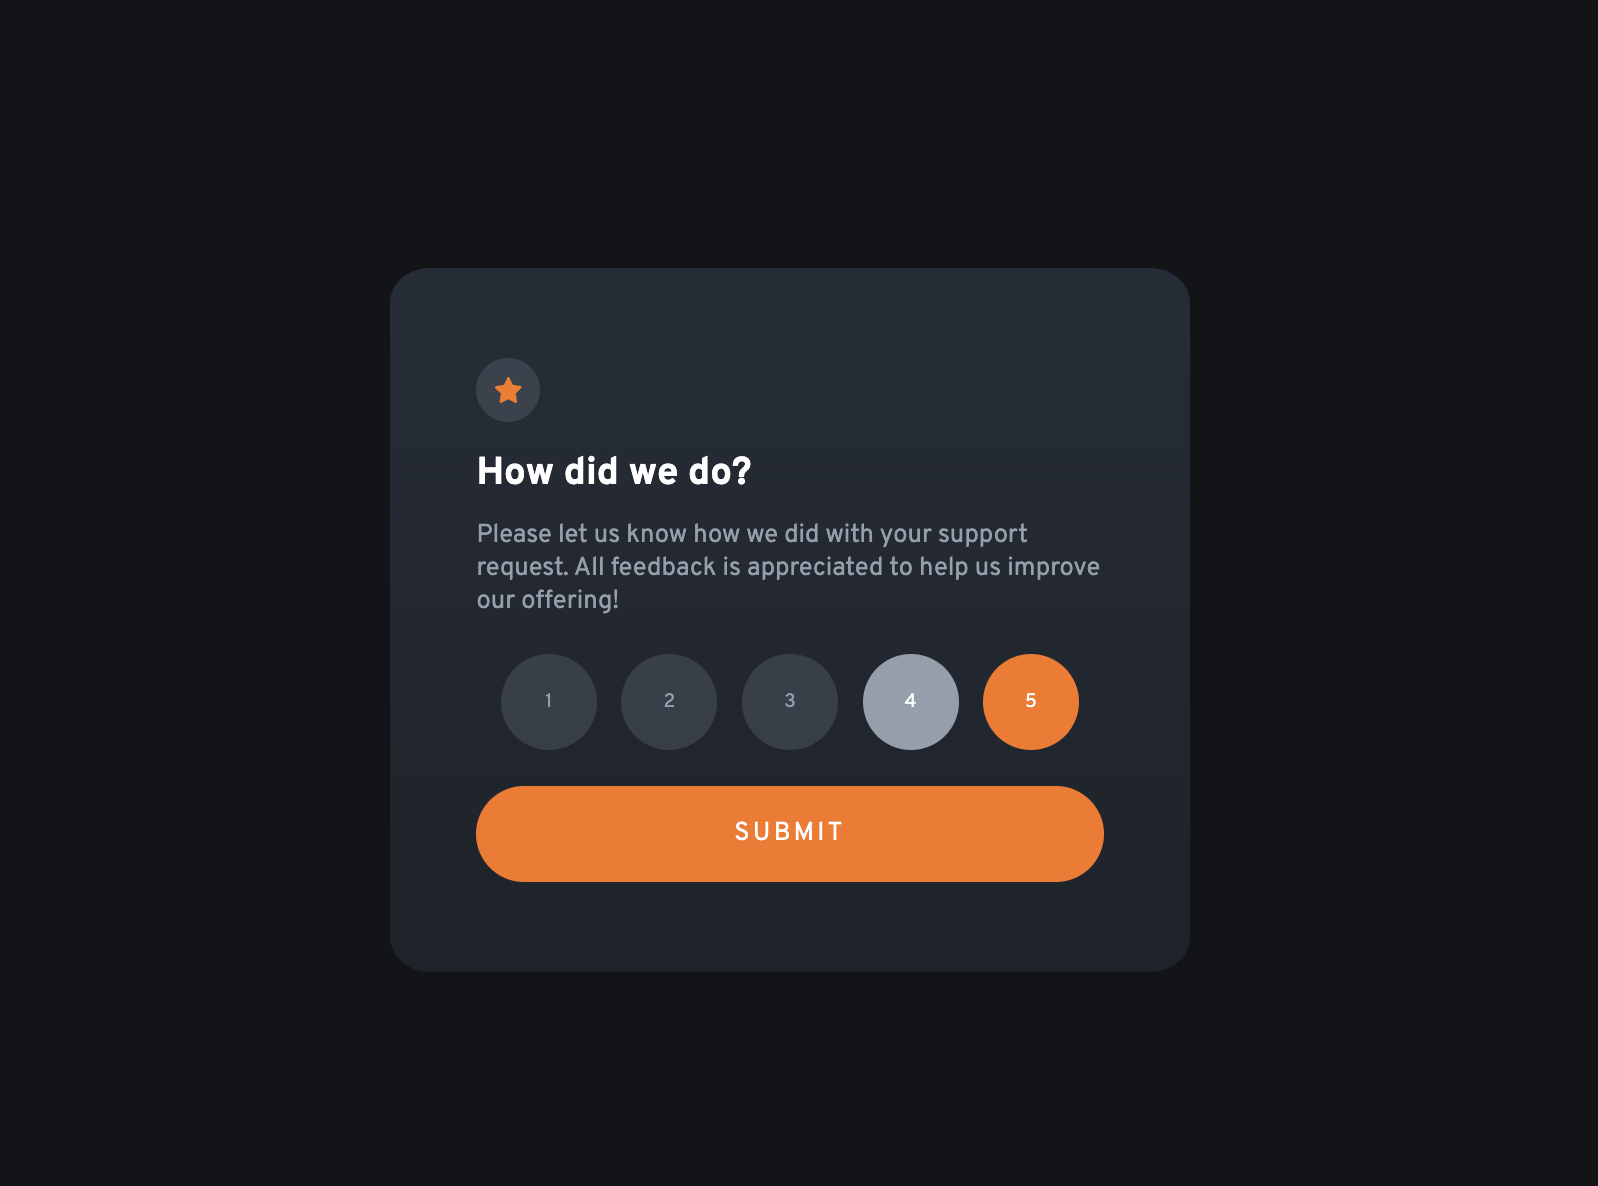 How did we do?
Please let us know how we did with your support
request. All feedback is appreciated to help us improve
our offering!
1 2 3 4 5
SUBMIT